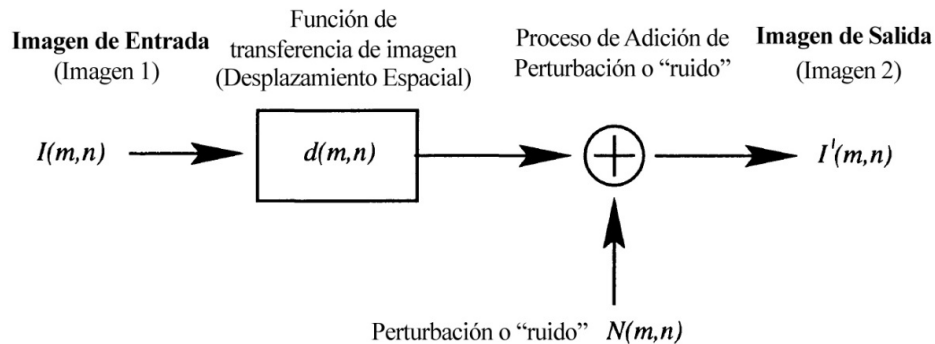 Imagen de Entrada
(Imagen 1)
Función de
transferencia de imagen
(Desplazamiento Espacial)
Proceso de Adición de
Perturbación o “ruido”
Imagen de Salida
(Imagen 2)
I(m,n)
d(m,n)
I'(m,n)
Perturbación o “ruido” N(m,n)